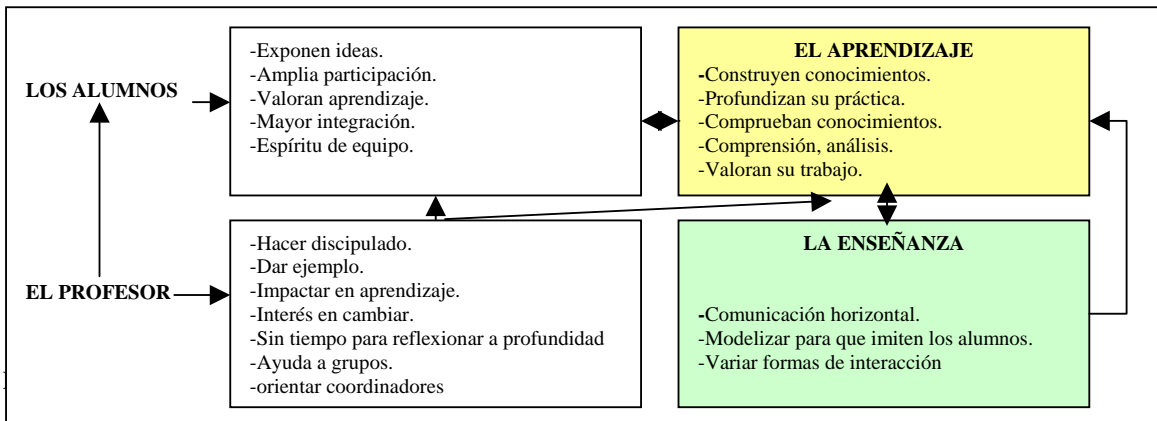 LOS ALUMNOS
-Exponen ideas.
-Amplia participación.
-Valoran aprendizaje.
-Mayor integración.
-Espíritu de equipo.
EL APRENDIZAJE
-Construyen conocimientos.
-Profundizan su práctica.
-Comprueban conocimientos.
-Comprensión, análisis.
-Valoran su trabajo.
EL PROFESOR
-Hacer discipulado.
-Dar ejemplo.
-Impactar en aprendizaje.
-Interés en cambiar.
-Sin tiempo para reflexionar a profundidad
-Ayuda a grupos.
-orientar coordinadores
LA ENSEÑANZA
-Comunicación horizontal.
-Modelizar para que imiten los alumnos.
-Variar formas de interacción